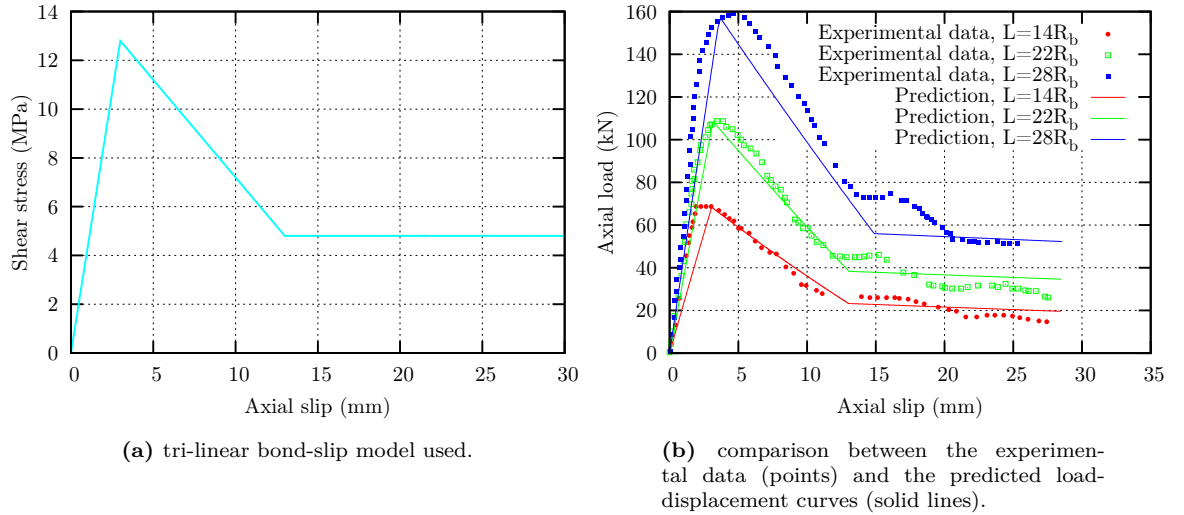 14
12
10
8
6
4
2
0
0 5 10 15 20 25 30
Shear stress (MPa)
Axial slip (mm)
(a) tri-linear bond-slip model used.
160
140
120
100
80
60
40
20
0
0 5 10 15 20 25 30 35
Axial load (kN)
Axial slip (mm)
Experimental data, L=14R_b
Experimental data, L=22R_b
Experimental data, L=28R_b
Prediction, L=14R_b
Prediction, L=22R_b
Prediction, L=28R_b
(b) comparison between the experimen-
tal data (points) and the predicted load-
displacement curves (solid lines).